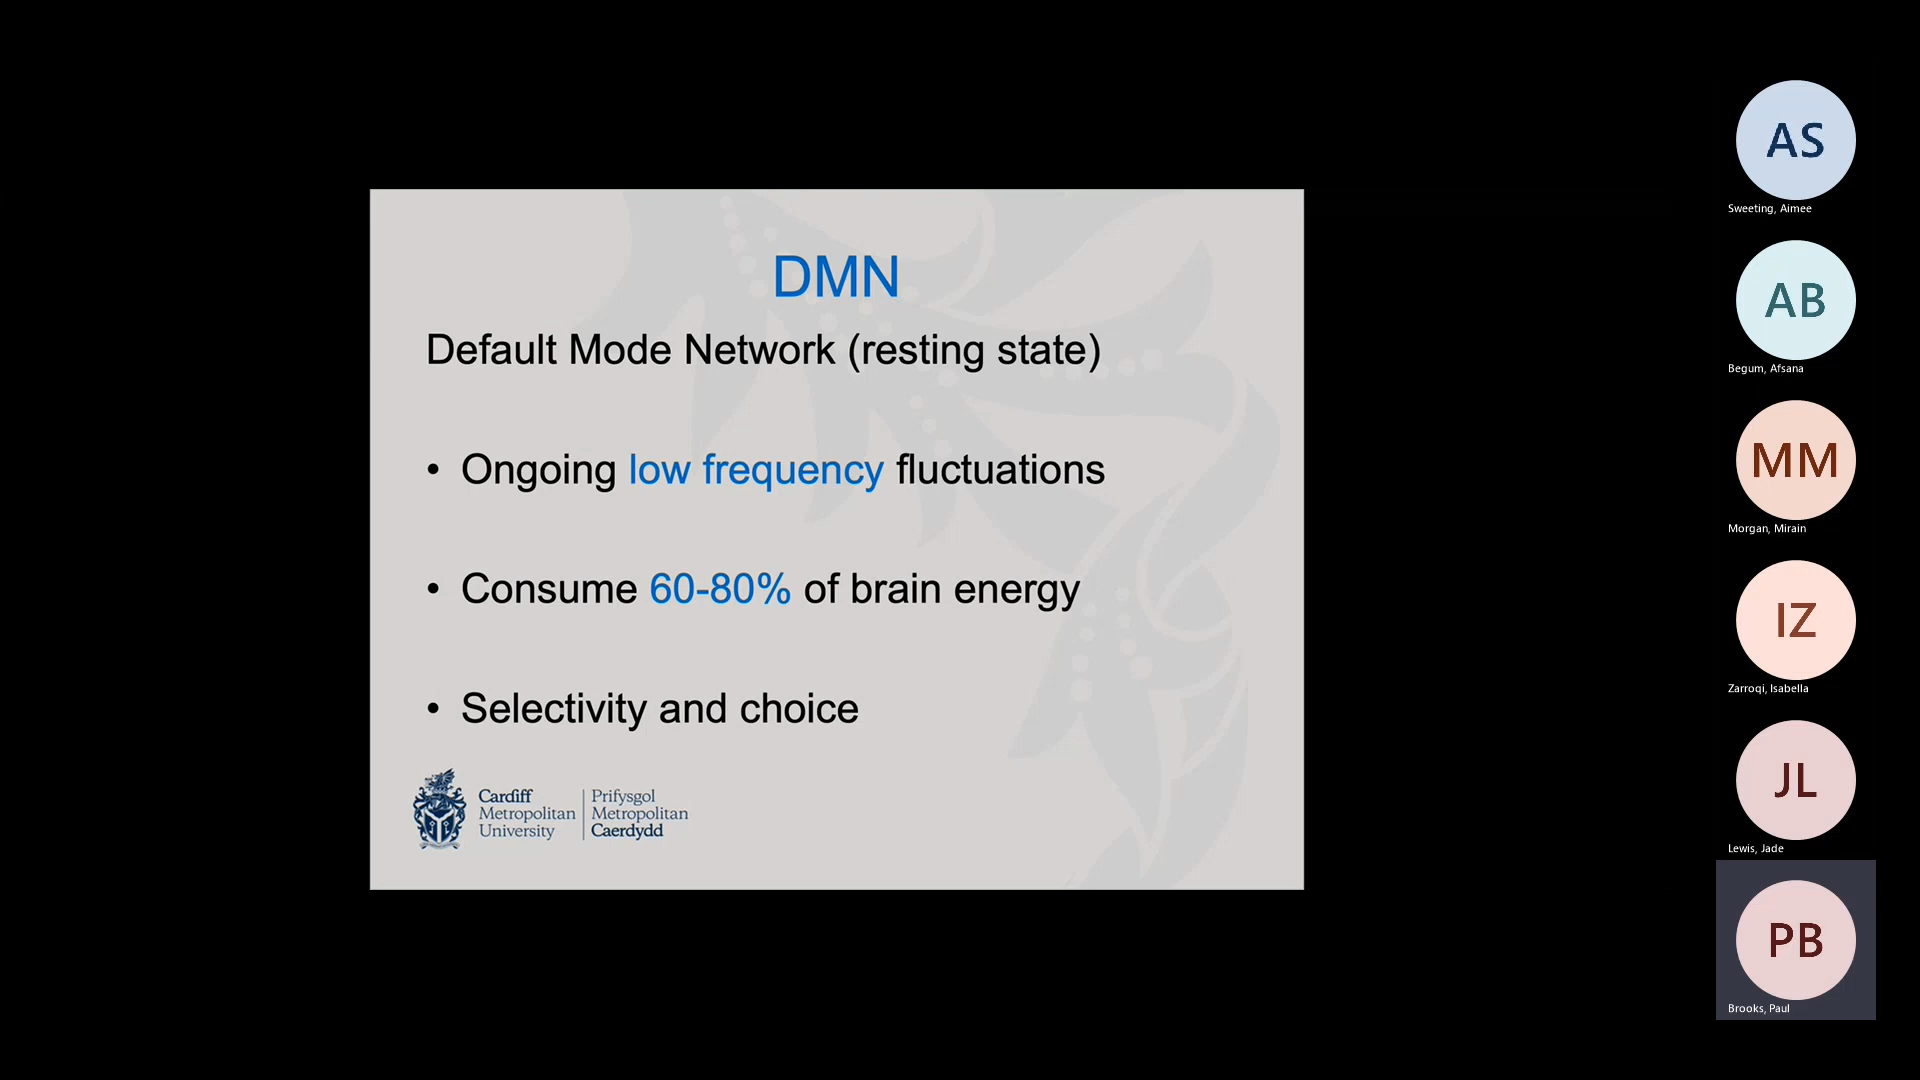 DMN
Default Mode Network (resting state)
• Ongoing low frequency fluctuations
• Consume 60-80% of brain energy
• Selectivity and choice
Cardiff
Metropolitan
University
Prifysgol
Metropolitan
Caerdydd
AS
Sweeting, Aimee
AB
Begum, Afsana
MM
Morgan, Mirain
IZ
Zarroqi, Isabella
JL
Lewis, Jade
PB
Brooks, Paul